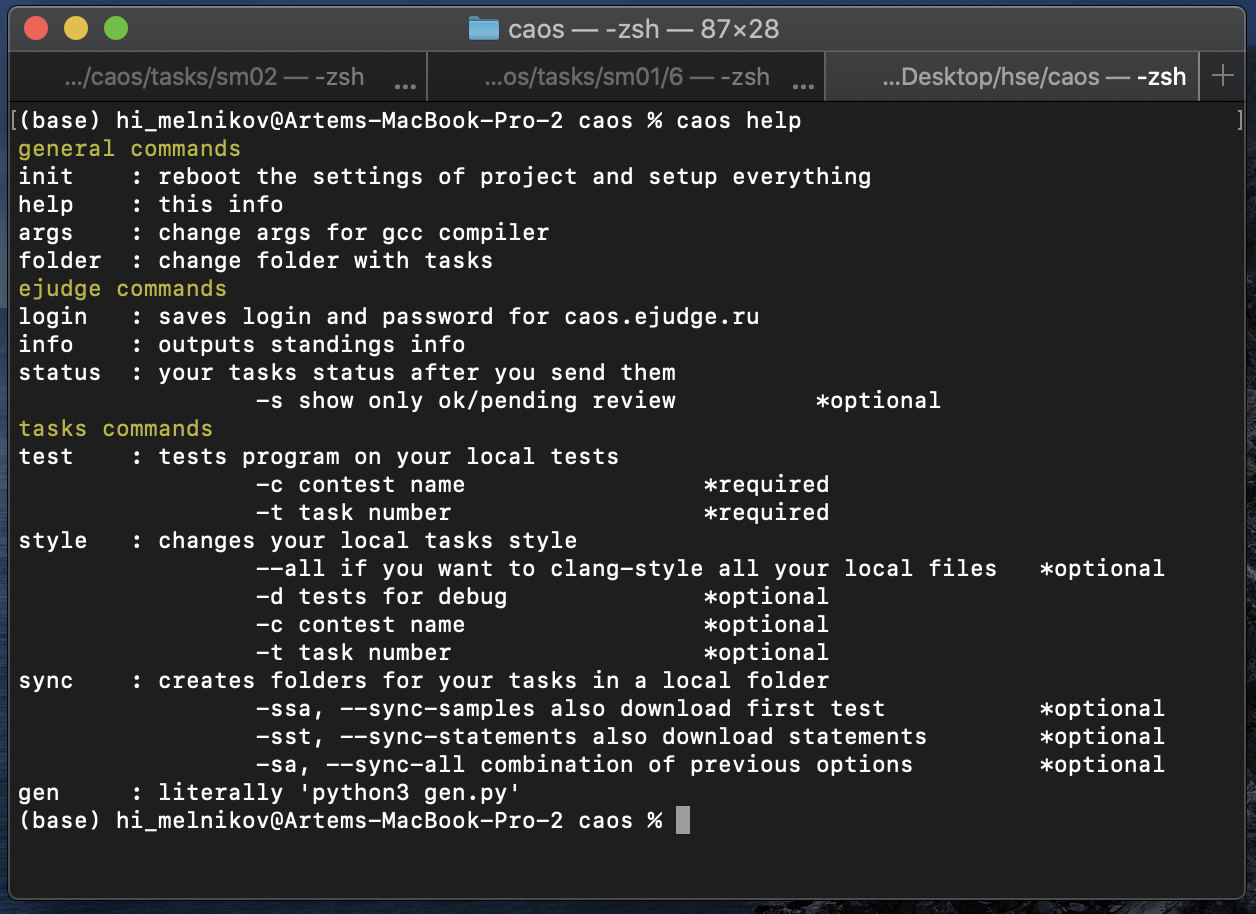 caos — -zsh — 87×28
.../caos/tasks/sm02 — -zsh ...
...os/tasks/sm01/6 — -zsh ...
...Desktop/hse/caos — -zsh +
[(base) hi_melnikov@Artems-MacBook-Pro-2 caos % caos help ]
general commands
init : reboot the settings of project and setup everything
help : this info
args : change args for gcc compiler
folder : change folder with tasks
ejudge commands
login : saves login and password for caos.ejudge.ru
info : outputs standings info
status : your tasks status after you send them
-s show only ok/pending review *optional
tasks commands
test : tests program on your local tests
-c contest name *required
-t task number *required
style : changes your local tasks style
--all if you want to clang-style all your local files *optional
-d tests for debug *optional
-c contest name *optional
-t task number *optional
sync : creates folders for your tasks in a local folder
-ssa, --sync-samples also download first test *optional
-sst, --sync-statements also download statements *optional
-sa, --sync-all combination of previous options *optional
gen : literally 'python3 gen.py'
(base) hi_melnikov@Artems-MacBook-Pro-2 caos %